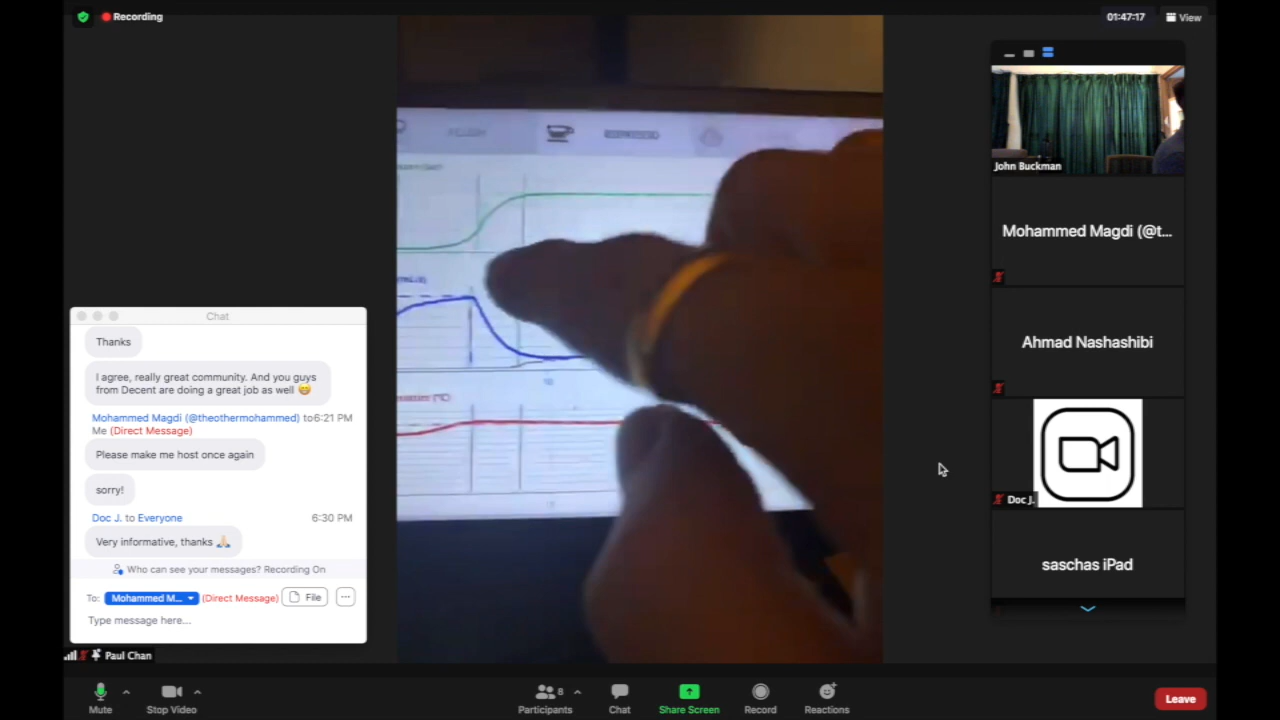 Recording
01:47:17
View
FLUSH
ESPRESSO
John Buckman
Mohammed Magdi (@t...
Ahmad Nashashibi
Doc J.
saschas iPad
Chat
Thanks
I agree, really great community. And you guys
from Decent are doing a great job as well 😄
Mohammed Magdi (@theothermohammed) to6:21 PM
Me (Direct Message)
Please make me host once again
sorry!
Doc J. to Everyone 6:30 PM
Very informative, thanks 🙏🏻
Who can see your messages? Recording On
To: Mohammed M... (Direct Message) File ...
Type message here...
Paul Chan
Mute
Stop Video
Participants 8
Chat
Share Screen
Record
Reactions
Leave